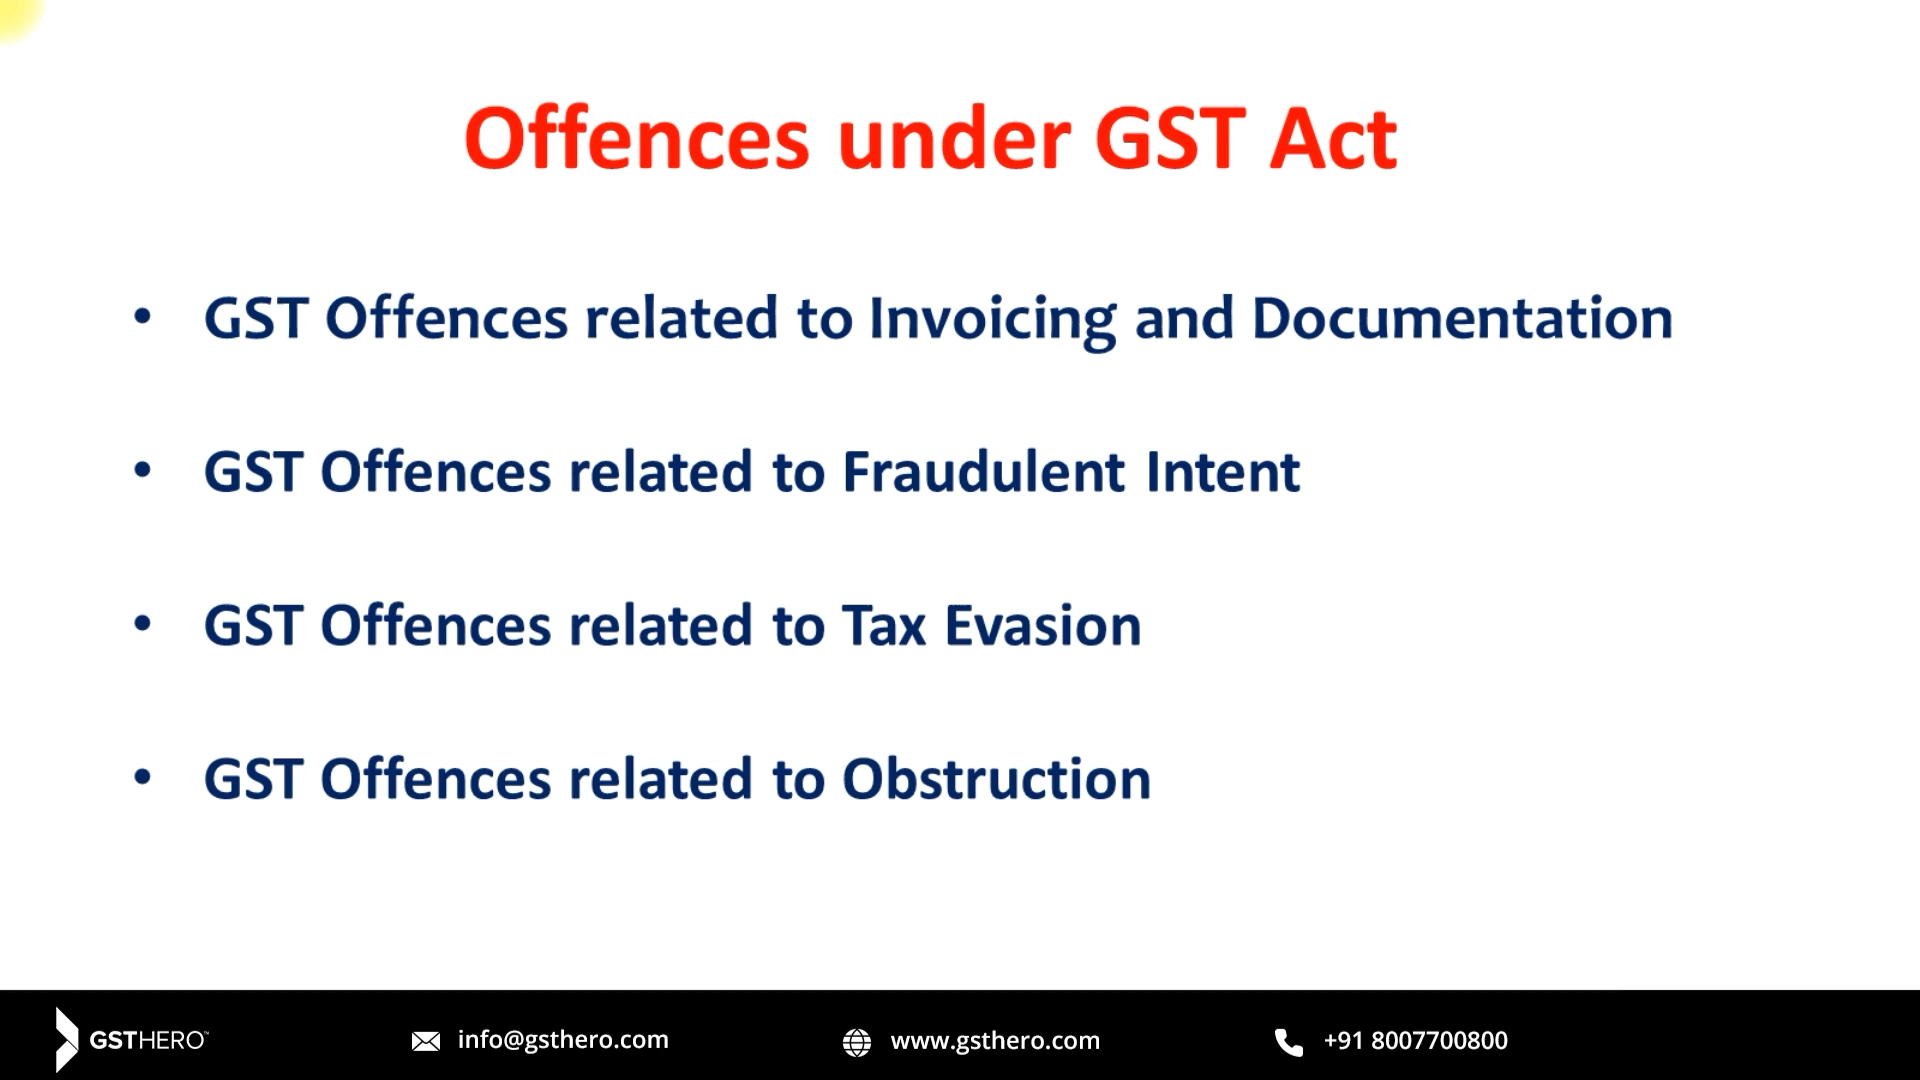 Offences under GST Act
• GST Offences related to Invoicing and Documentation
• GST Offences related to Fraudulent Intent
• GST Offences related to Tax Evasion
• GST Offences related to Obstruction
GSTHERO™ info@gsthero.com www.gsthero.com +91 8007700800